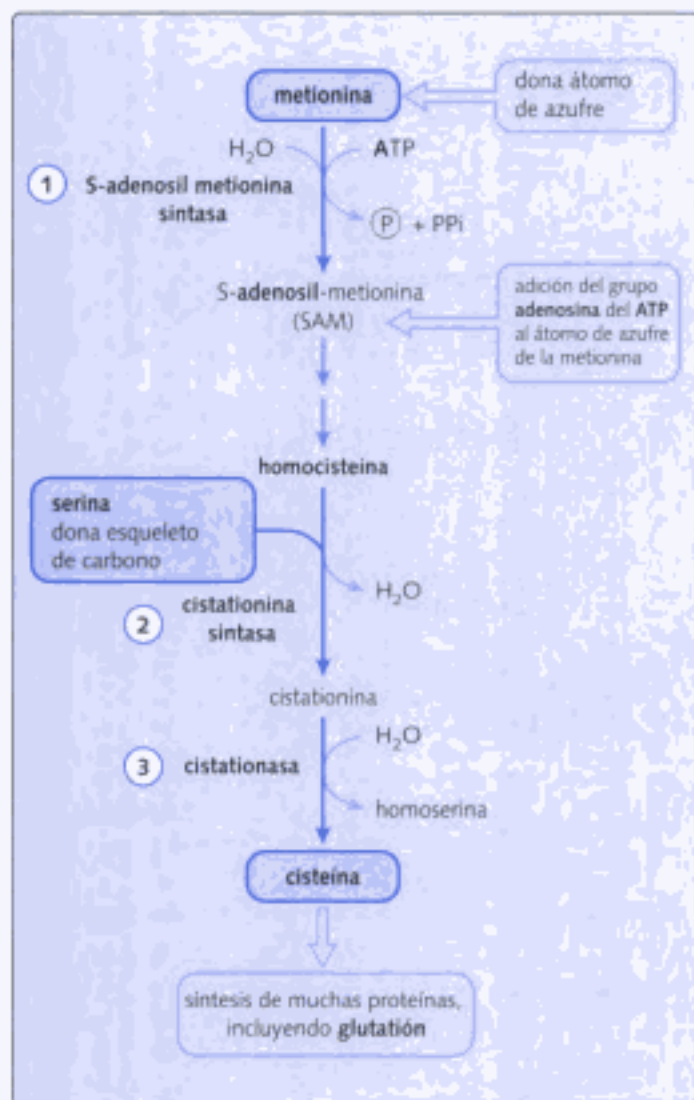 metionina
dona átomo
de azufre
H₂O
ATP
1
S-adenosil metionina
sintasa
P + PPi
S-adenosil-metionina
(SAM)
adición del grupo
adenosina del ATP
al átomo de azufre
de la metionina
homocisteina
serina
dona esqueleto
de carbono
H₂O
2
cistationina
sintasa
cistationina
H₂O
3
cistationasa
homoserina
cisteína
síntesis de muchas proteínas,
incluyendo glutatión